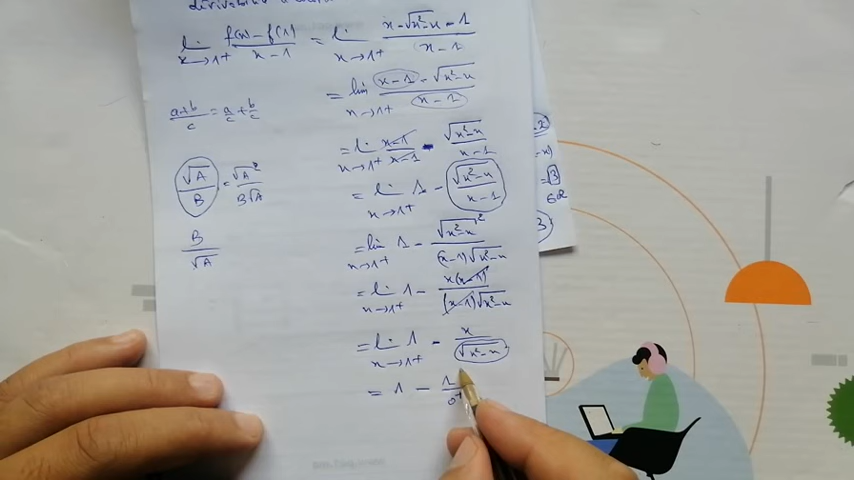 lim x→1⁺ (f(x) - f(1))/(x - 1) = lim x→1⁺ (x - √(x² - x) - 1)/(x - 1)
= lim x→1⁺ (x - 1 - √(x² - x))/(x - 1)
(a+b)/c = a/c + b/c
= lim x→1⁺ (x - 1)/(x - 1) - √(x² - x)/(x - 1)
√A/B = √A²/(B√A)
= lim x→1⁺ 1 - √(x² - x)/(x - 1)
B/√A
= lim x→1⁺ 1 - √(x² - x)²/((x - 1)√(x² - x))
= lim x→1⁺ 1 - x(x - 1)/((x - 1)√(x² - x))
= lim x→1⁺ 1 - x/√(x² - x)
= 1 - 1/0⁺